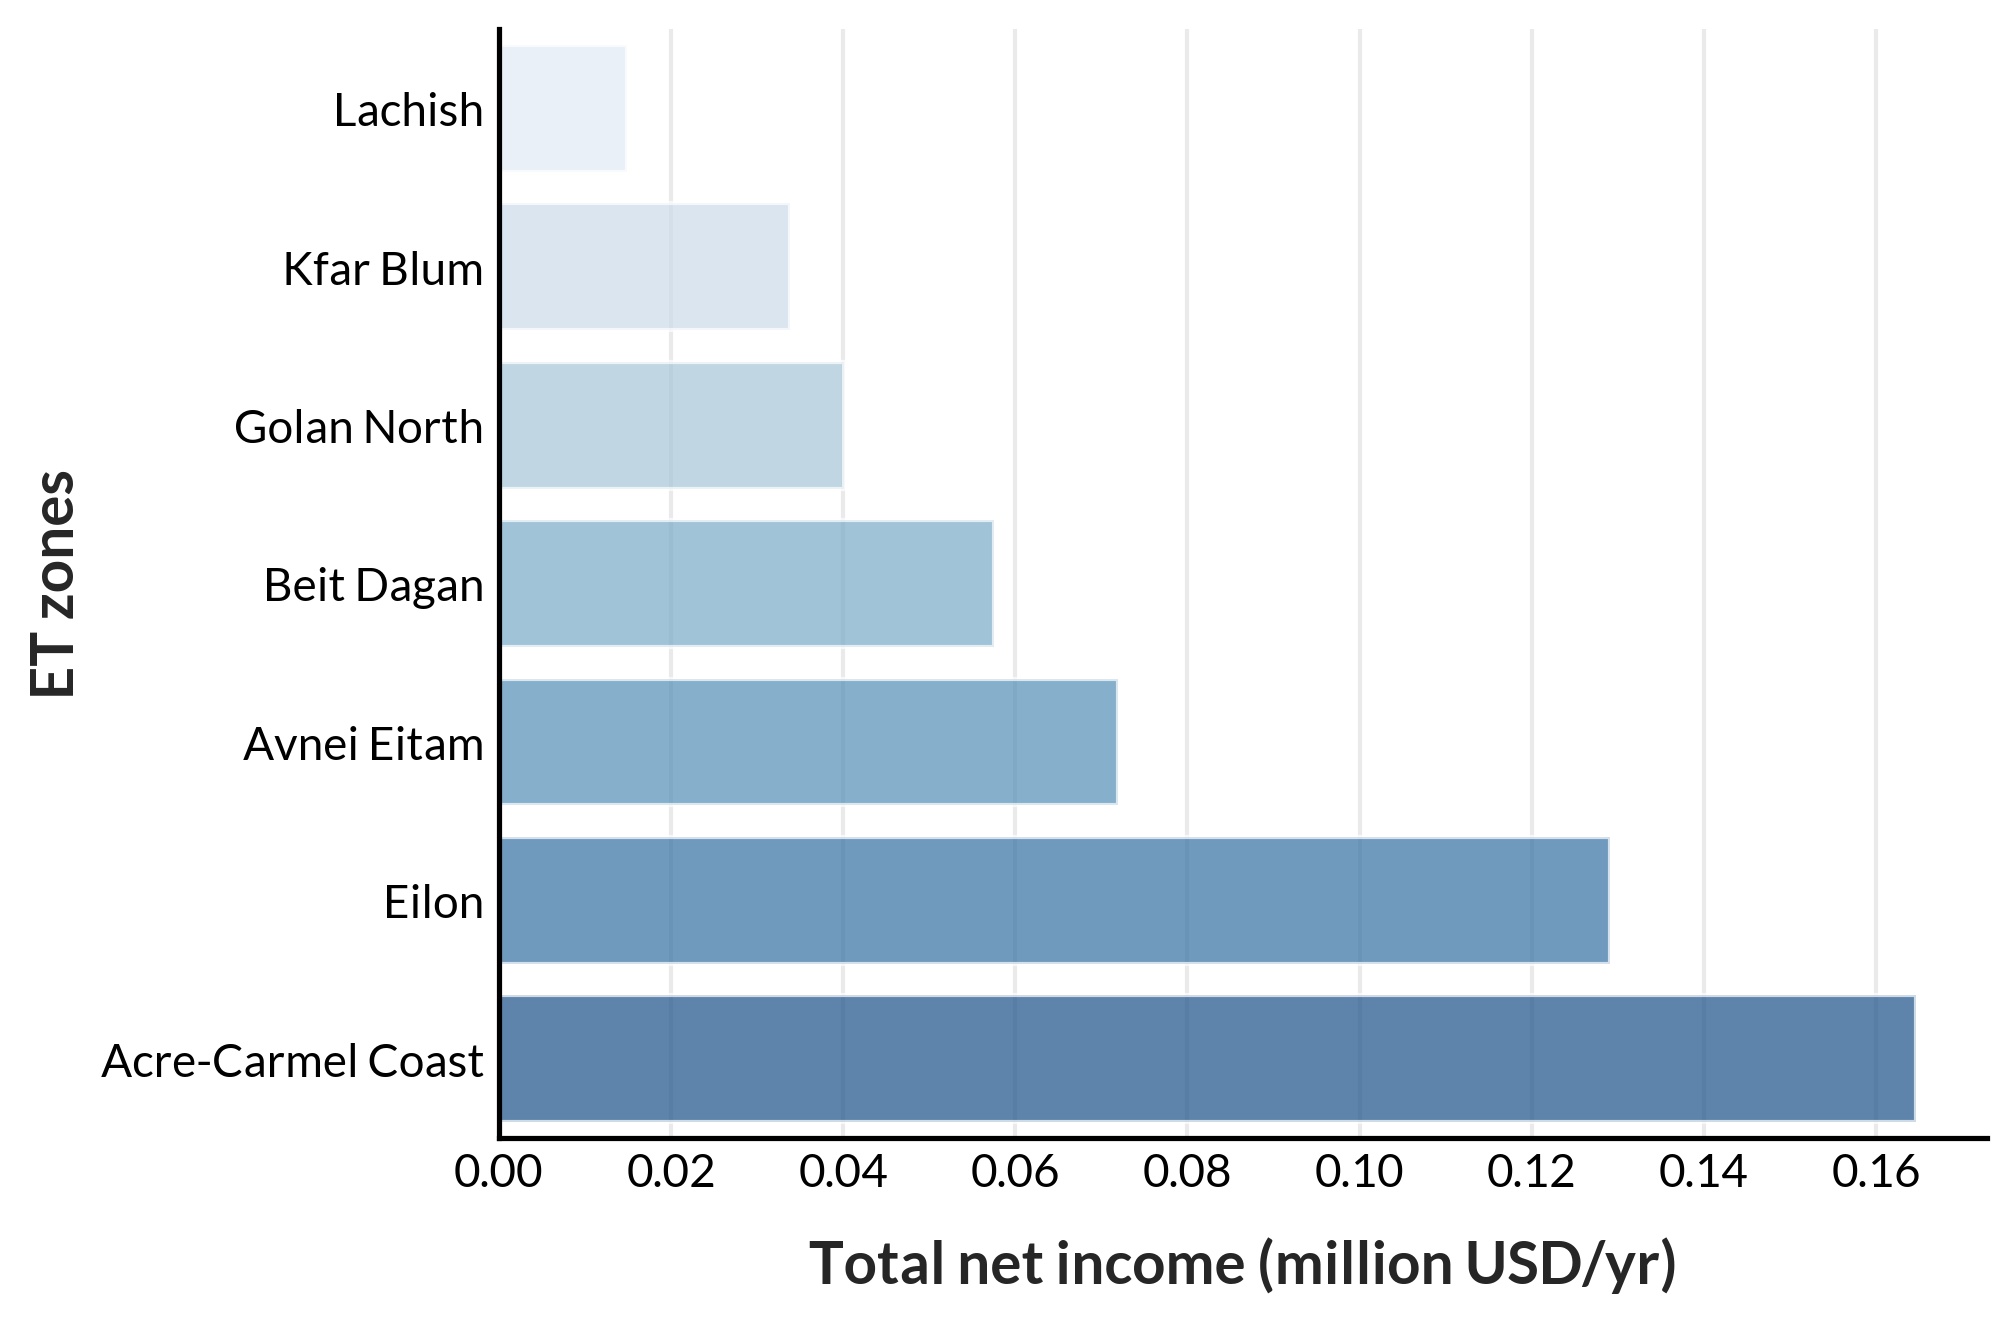 Lachish
Kfar Blum
Golan North
Beit Dagan
Avnei Eitam
Eilon
Acre-Carmel Coast
ET zones
0.00 0.02 0.04 0.06 0.08 0.10 0.12 0.14 0.16
Total net income (million USD/yr)